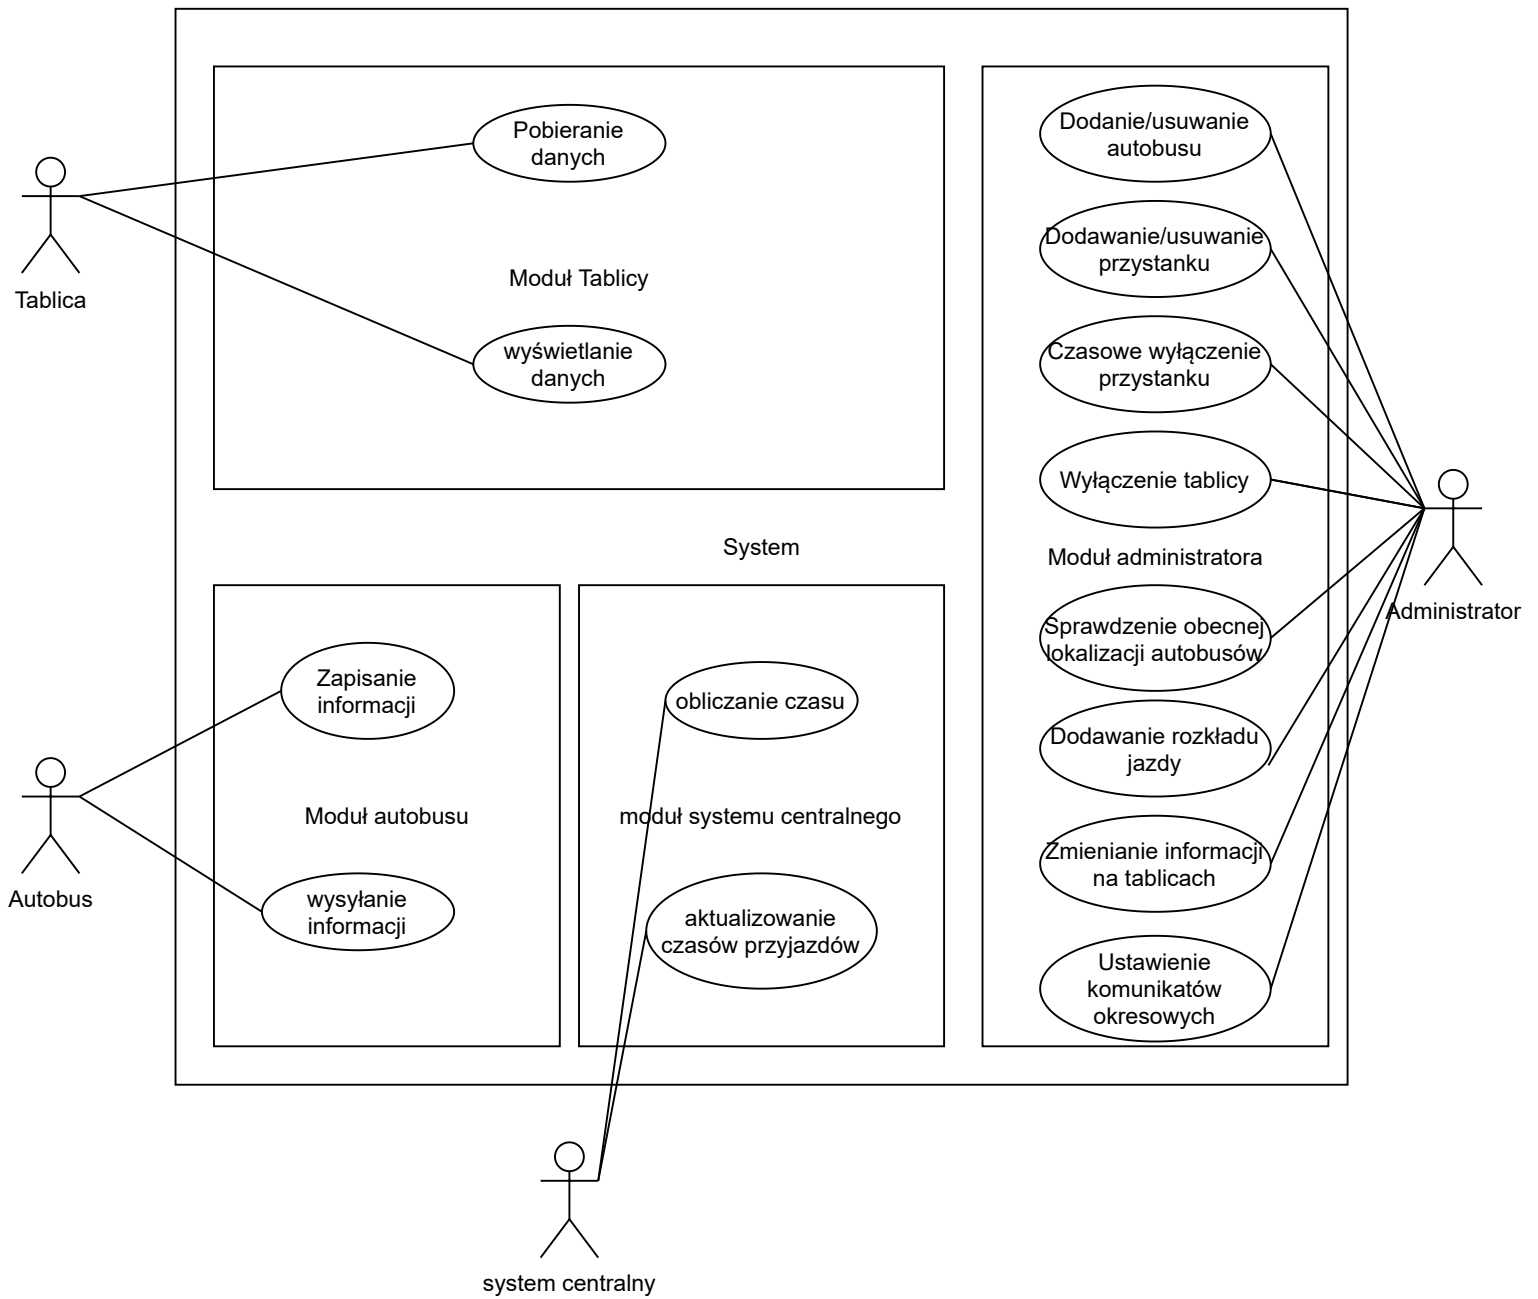 Pobieranie
danych
Moduł Tablicy
wyświetlanie
danych
Tablica
Dodanie/usuwanie
autobusu
Dodawanie/usuwanie
przystanku
Czasowe wyłączenie
przystanku
Wyłączenie tablicy
Moduł administratora
Sprawdzenie obecnej
lokalizacji autobusów
Dodawanie rozkładu
jazdy
Zmienianie informacji
na tablicach
Ustawienie
komunikatów
okresowych
Administrator
System
Zapisanie
informacji
Moduł autobusu
wysyłanie
informacji
Autobus
obliczanie czasu
moduł systemu centralnego
aktualizowanie
czasów przyjazdów
system centralny